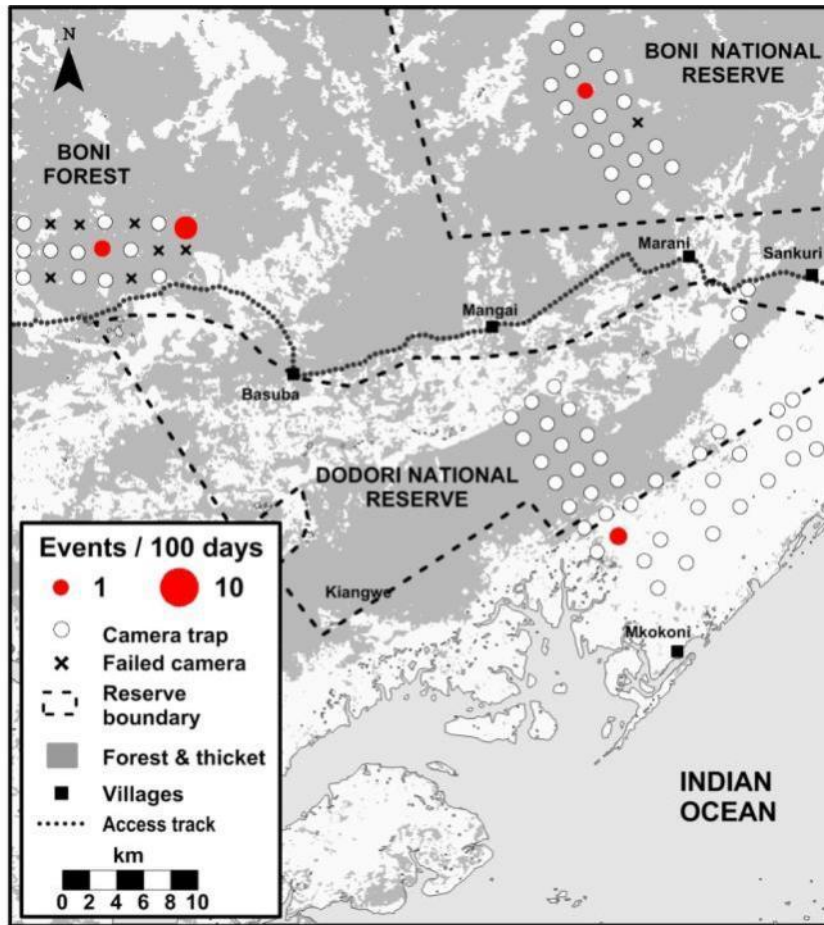 N
BONI NATIONAL
RESERVE
BONI
FOREST
Marani
Sankuri
Mangai
Basuba
DODORI NATIONAL
RESERVE
Kiangwe
Mkokoni
INDIAN
OCEAN
Events / 100 days
1 10
Camera trap
Failed camera
Reserve
boundary
Forest & thicket
Villages
Access track
km
0 2 4 6 8 10